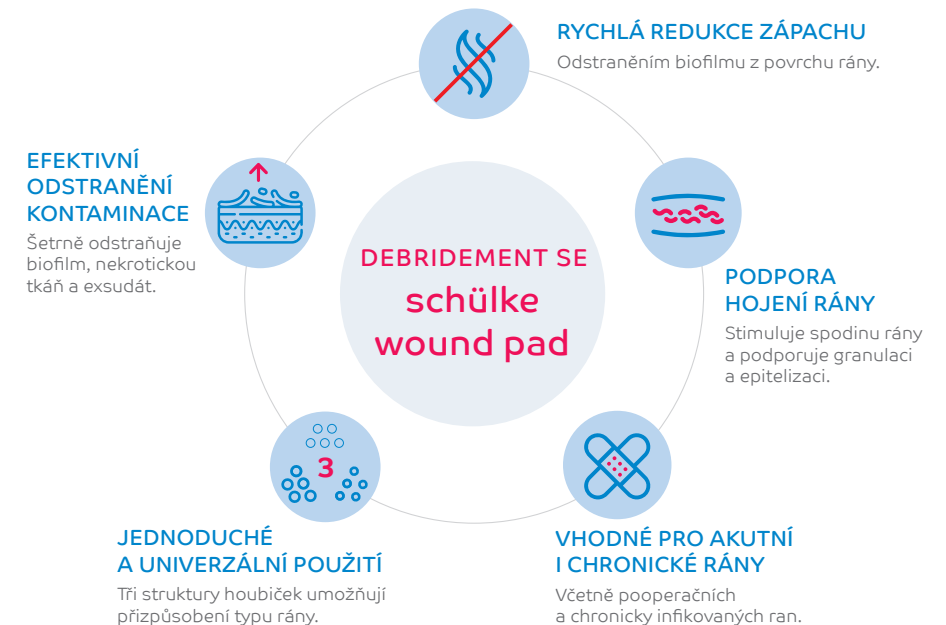 RYCHLÁ REDUKCE ZÁPACHU
Odstraněním biofilmu z povrchu rány.
EFEKTIVNÍ
ODSTRANĚNÍ
KONTAMINACE
Šetrně odstraňuje
biofilm, nekrotickou
tkáň a exsudát.
DEBRIDEMENT SE
schülke
wound pad
PODPORA
HOJENÍ RÁNY
Stimuluje spodinu rány
a podporuje granulaci
a epitelizaci.
3
JEDNODUCHÉ
A UNIVERZÁLNÍ POUŽITÍ
Tři struktury houbiček umožňují
přizpůsobení typu rány.
VHODNÉ PRO AKUTNÍ
I CHRONICKÉ RÁNY
Včetně pooperačních
a chronicky infikovaných ran.